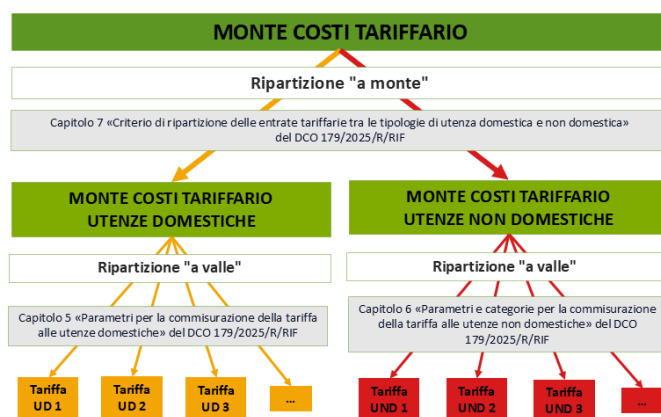 MONTE COSTI TARIFFARIO
Ripartizione "a monte"
Capitolo 7 «Criterio di ripartizione delle entrate tariffarie tra le tipologie di utenza domestica e non domestica»
del DCO 179/2025/R/RIF
MONTE COSTI TARIFFARIO
UTENZE DOMESTICHE
MONTE COSTI TARIFFARIO
UTENZE NON DOMESTICHE
Ripartizione "a valle"
Ripartizione "a valle"
Capitolo 5 «Parametri per la commisurazione della tariffa
alle utenze domestiche» del DCO 179/2025/R/RIF
Capitolo 6 «Parametri e categorie per la commisurazione
della tariffa alle utenze non domestiche» del DCO
179/2025/R/RIF
Tariffa
UD 1
Tariffa
UD 2
Tariffa
UD 3
...
Tariffa
UND 1
Tariffa
UND 2
Tariffa
UND 3
...